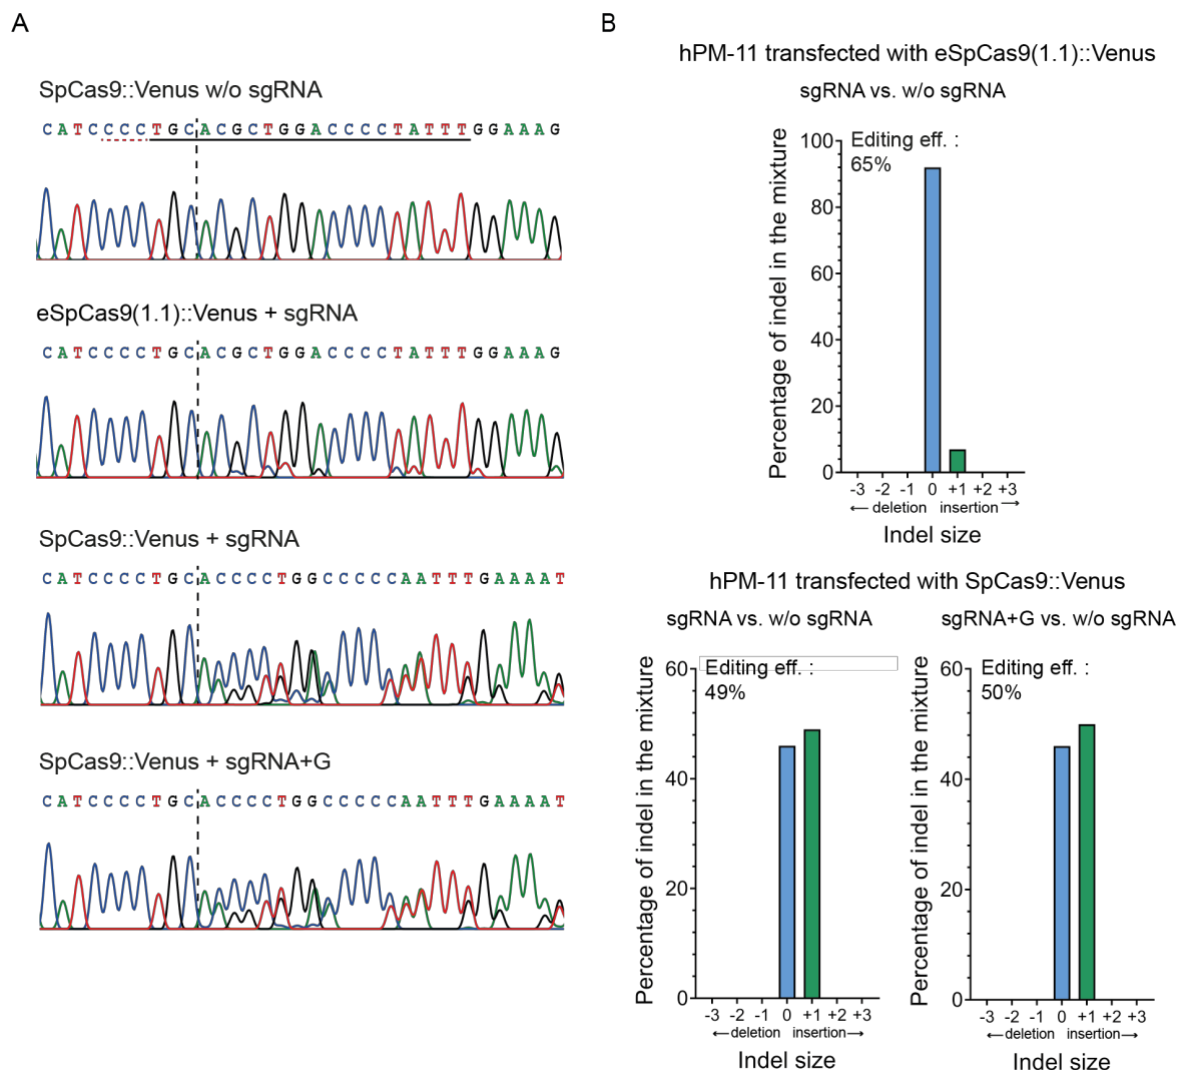 A
SpCas9::Venus w/o sgRNA
CATCCCCTGCACGCTGGACCCCTATTTGGAAAG
eSpCas9(1.1)::Venus + sgRNA
CATCCCCTGCACGCTGGACCCCTATTTGGAAAG
SpCas9::Venus + sgRNA
CATCCCCTGCACCCCTGGCCCCCAATTTGAAAAT
SpCas9::Venus + sgRNA+G
CATCCCCTGCACCCCTGGCCCCCAATTTGAAAAT
B
hPM-11 transfected with eSpCas9(1.1)::Venus
sgRNA vs. w/o sgRNA
Percentage of indel in the mixture
100
80
60
40
20
0
Editing eff. :
65%
-3 -2 -1 0 +1 +2 +3
← deletion insertion →
Indel size
hPM-11 transfected with SpCas9::Venus
sgRNA vs. w/o sgRNA
Percentage of indel in the mixture
60
40
20
0
Editing eff. :
49%
-3 -2 -1 0 +1 +2 +3
←deletion insertion→
Indel size
sgRNA+G vs. w/o sgRNA
Percentage of indel in the mixture
60
40
20
0
Editing eff. :
50%
-3 -2 -1 0 +1 +2 +3
←deletion insertion→
Indel size